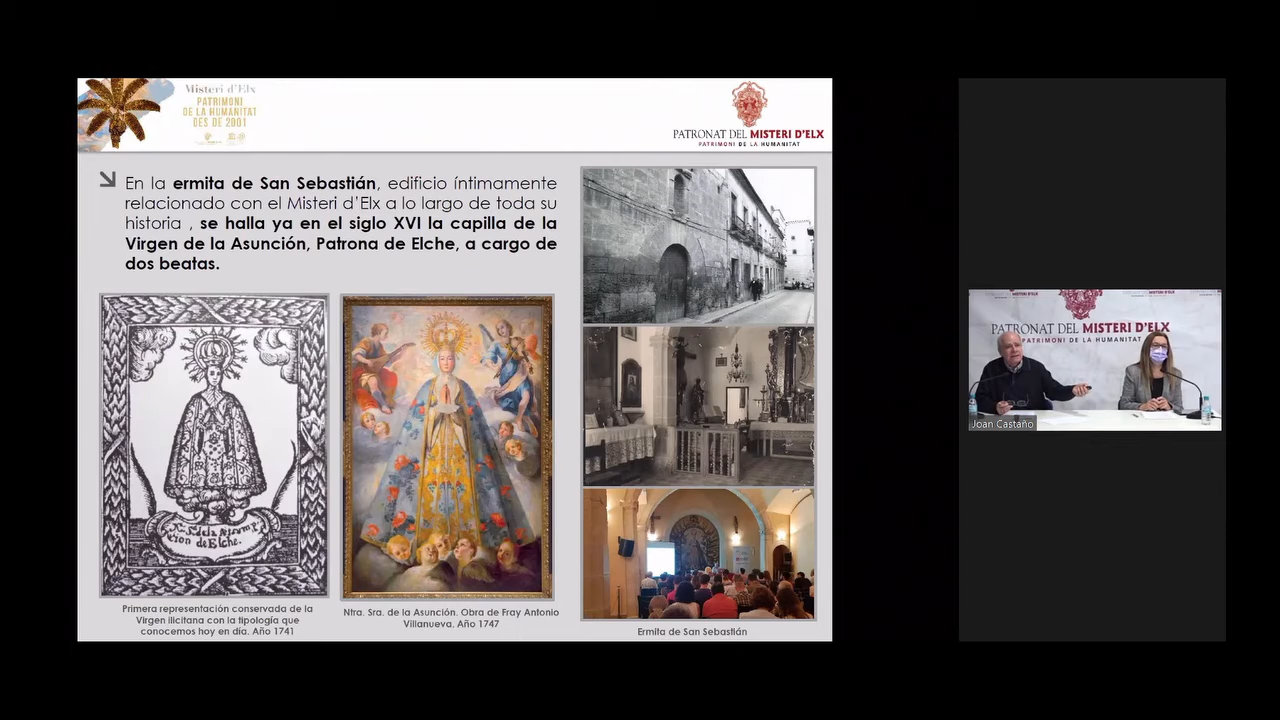 Misteri d'Elx
PATRIMONI
DE LA HUMANITAT
DES DE 2001
PATRONAT DEL MISTERI D'ELX
PATRIMONI DE LA HUMANITAT
En la ermita de San Sebastián, edificio íntimamente
relacionado con el Misteri d'Elx a lo largo de toda su
historia , se halla ya en el siglo XVI la capilla de la
Virgen de la Asunción, Patrona de Elche, a cargo de
dos beatas.
cion de Elche.
Primera representación conservada de la
Virgen ilicitana con la tipología que
conocemos hoy en día. Año 1741
Ntra. Sra. de la Asunción. Obra de Fray Antonio
Villanueva. Año 1747
Ermita de San Sebastián
PATRONAT DEL MISTERI D'ELX
PATRIMONI DE LA HUMANITAT
Joan Castaño